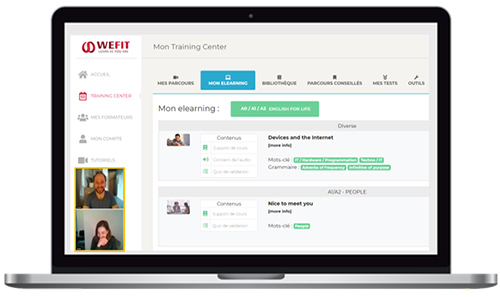 WEFIT
Mon Training Center
ACCUEIL
TRAINING CENTER
MES FORMATEURS
MON COMPTE
TUTORIELS
MES PARCOURS
MON ELEARNING
BIBLIOTHÈQUE
PARCOURS CONSEILLÉS
MES TESTS
OUTILS
Mon elearning :
A0 / A1 / A2 ENGLISH FOR LIFE
Diverse
Contenus
Supports de cours
Contenu de l'audio
Quiz de validation
Devices and the Internet
[more info]
Mots-clé : IT / Hardware / Programmation Techno / IT
Grammaire : Adverbs of frequency Infinitive of purpose
A1/A2 - PEOPLE
Contenus
Supports de cours
Quiz de validation
Nice to meet you
[more info]
Mots-clé : People